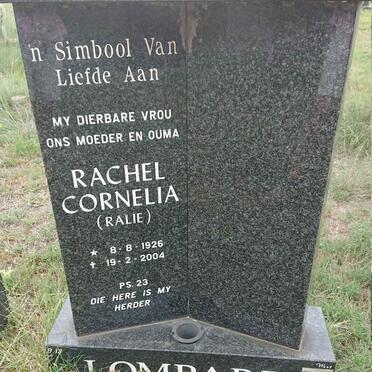 'n Simbool Van
Liefde Aan
MY DIERBARE VROU
ONS MOEDER EN OUMA
RACHEL
CORNELIA
(RALIE)
★ 8-8-1926
✝ 19-2-2004
PS. 23
DIE HERE IS MY
HERDER